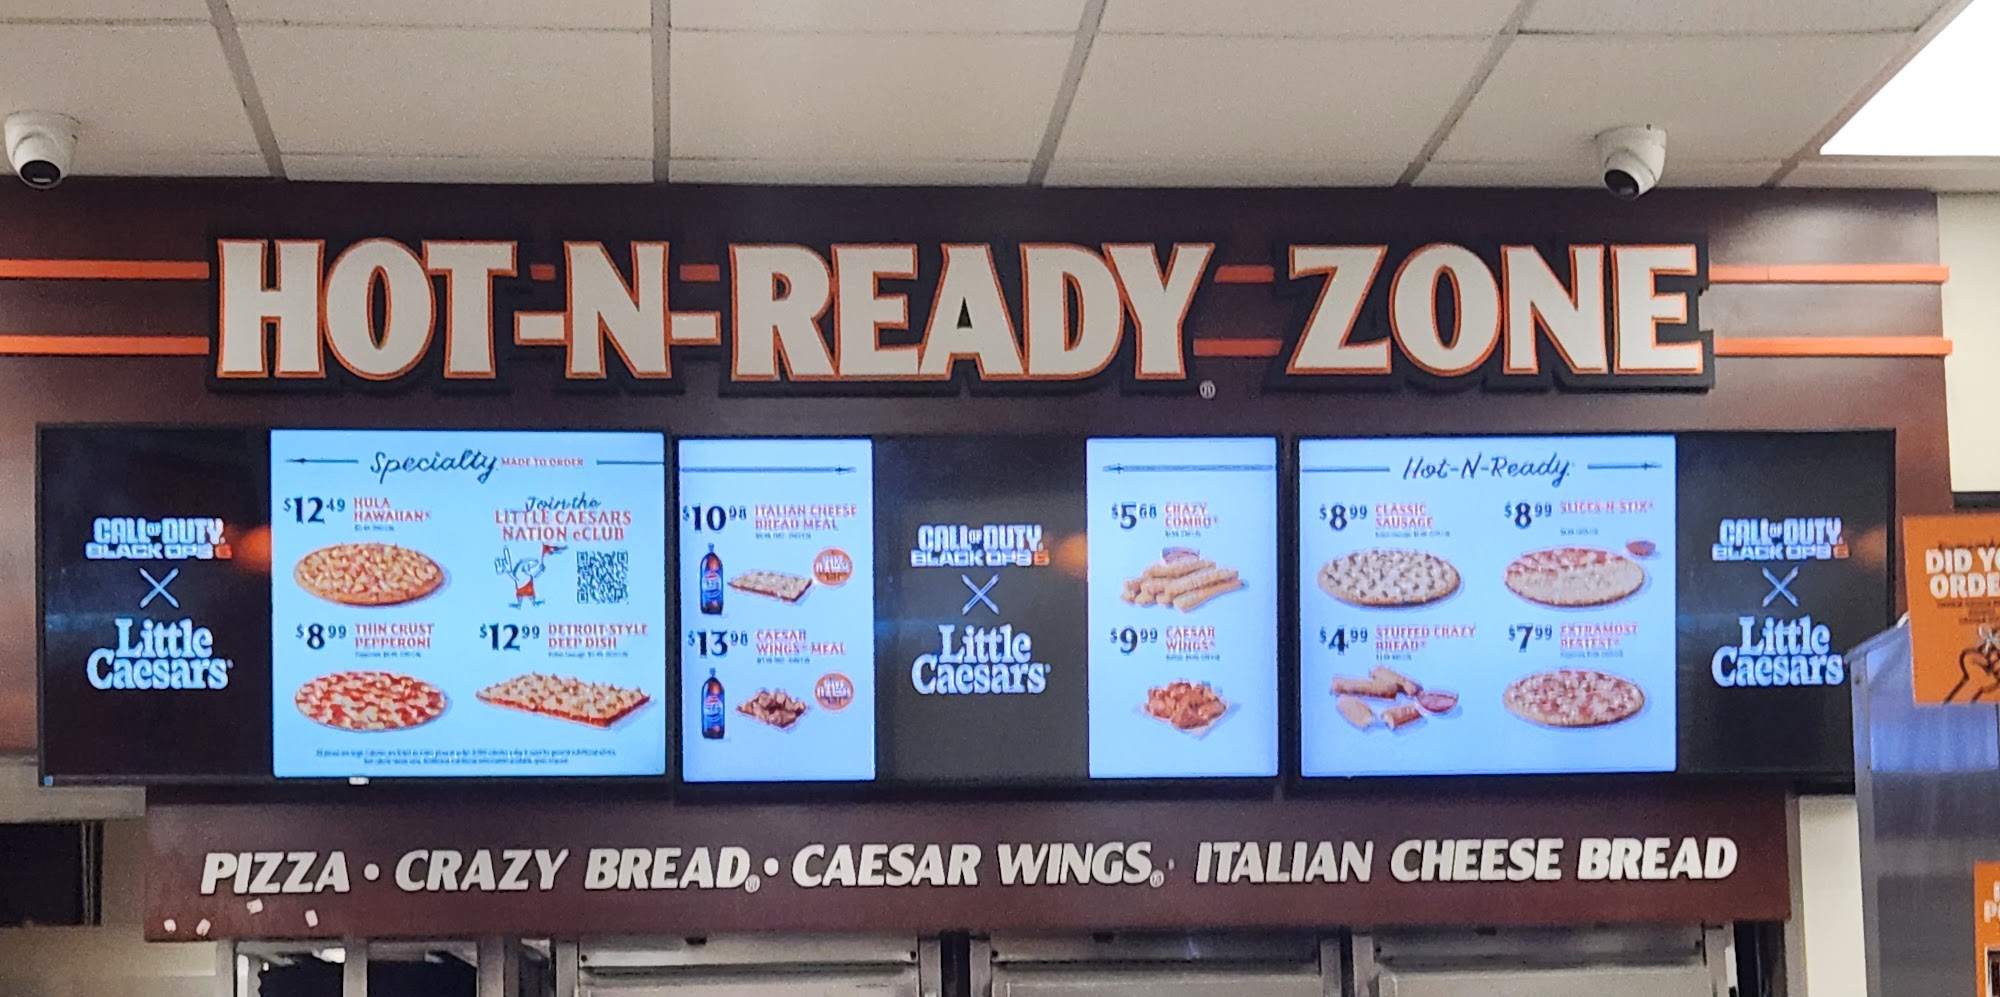 HOT-N-READY ZONE
®
CALL OF DUTY
BLACK OPS 6
X
Little
Caesars
Specialty MADE TO ORDER
$12 49 HULA
HAWAIIAN
Join the
LITTLE CAESARS
NATION eCLUB
$8 99 THIN CRUST
PEPPERONI
$12 99 DETROIT-STYLE
DEEP DISH
$10 98 ITALIAN CHEESE
BREAD MEAL
$13 98 CAESAR
WINGS® MEAL
CALL OF DUTY
BLACK OPS 6
X
Little
Caesars
$5 68 CRAZY
COMBO®
$9 99 CAESAR
WINGS®
Hot-N-Ready
$8 99 CLASSIC
SAUSAGE
$8 99 SLICES-N-STIX
$4 99 STUFFED CRAZY
BREAD
$7 99 EXTRAMOST
BESTEST
CALL OF DUTY
BLACK OPS 6
X
Little
Caesars
DID YO
ORDE
PIZZA • CRAZY BREAD® • CAESAR WINGS® • ITALIAN CHEESE BREAD